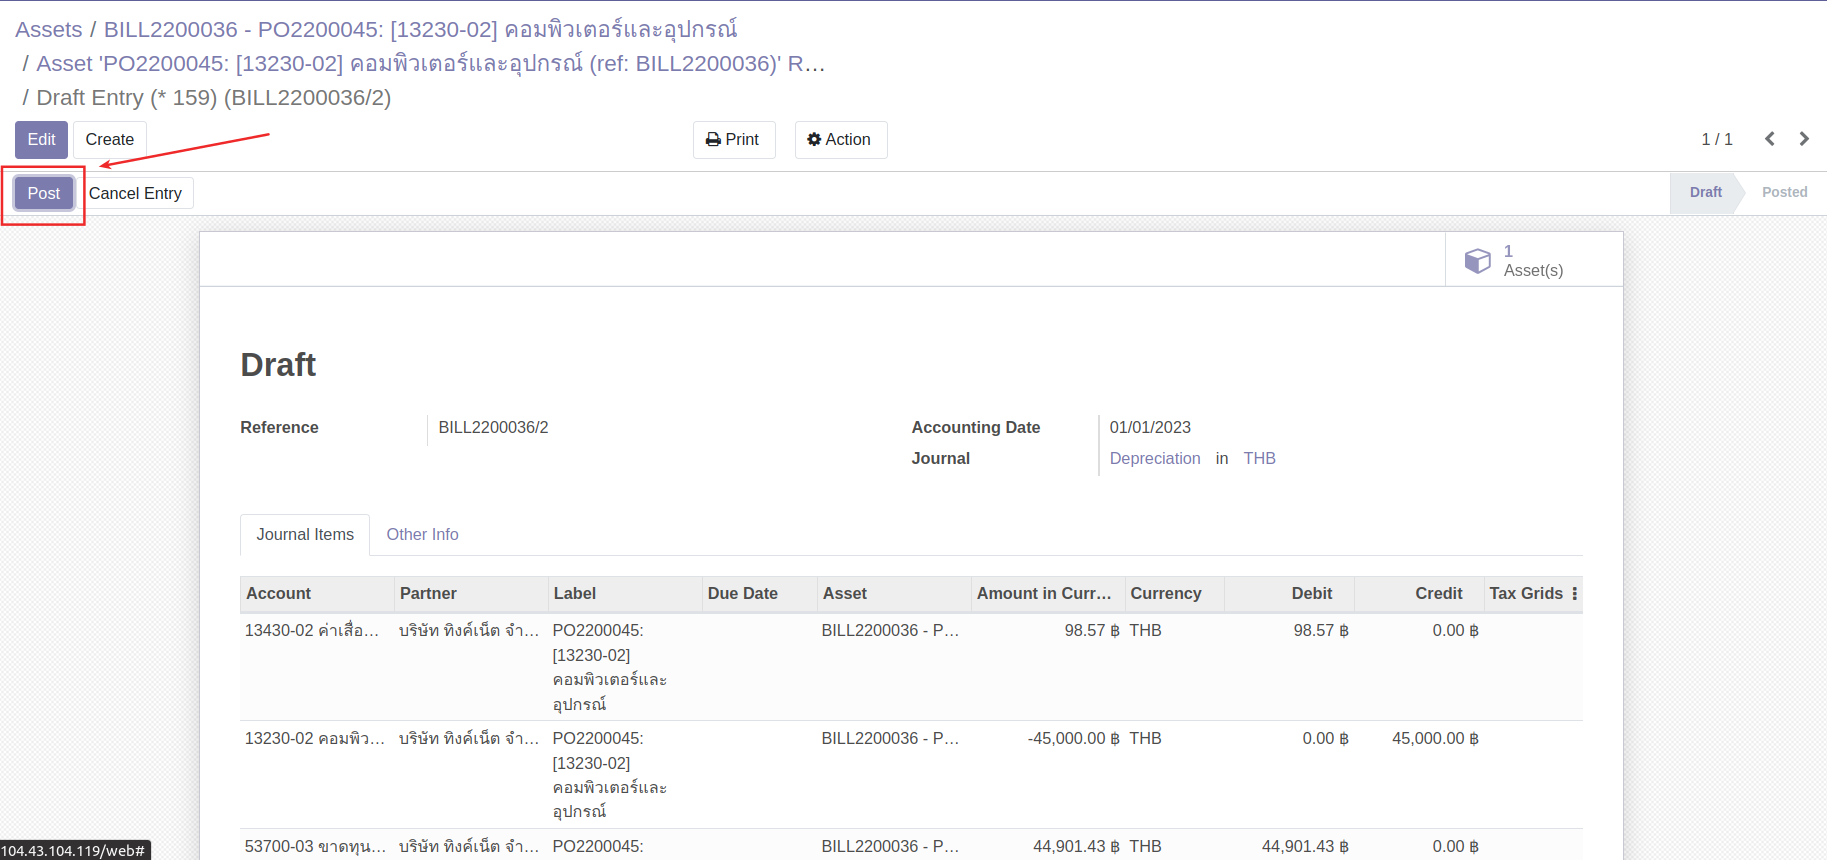 Assets / BILL2200036 - PO2200045: [13230-02] คอมพิวเตอร์และอุปกรณ์
/ Asset 'PO2200045: [13230-02] คอมพิวเตอร์และอุปกรณ์ (ref: BILL2200036)' R...
/ Draft Entry (* 159) (BILL2200036/2)
Edit Create Print Action 1 / 1
Post Cancel Entry Draft Posted
1
Asset(s)
Draft
Reference BILL2200036/2 Accounting Date 01/01/2023
Journal Depreciation in THB
Journal Items Other Info
Account Partner Label Due Date Asset Amount in Curr... Currency Debit Credit Tax Grids
13430-02 ค่าเสื่อ... บริษัท ทิงค์เน็ต จำ... PO2200045: BILL2200036 - P... 98.57 ฿ THB 98.57 ฿ 0.00 ฿
[13230-02]
คอมพิวเตอร์และ
อุปกรณ์
13230-02 คอมพิว... บริษัท ทิงค์เน็ต จำ... PO2200045: BILL2200036 - P... -45,000.00 ฿ THB 0.00 ฿ 45,000.00 ฿
[13230-02]
คอมพิวเตอร์และ
อุปกรณ์
53700-03 ขาดทุน... บริษัท ทิงค์เน็ต จำ... PO2200045: BILL2200036 - P... 44,901.43 ฿ THB 44,901.43 ฿ 0.00 ฿
104.43.104.119/web#